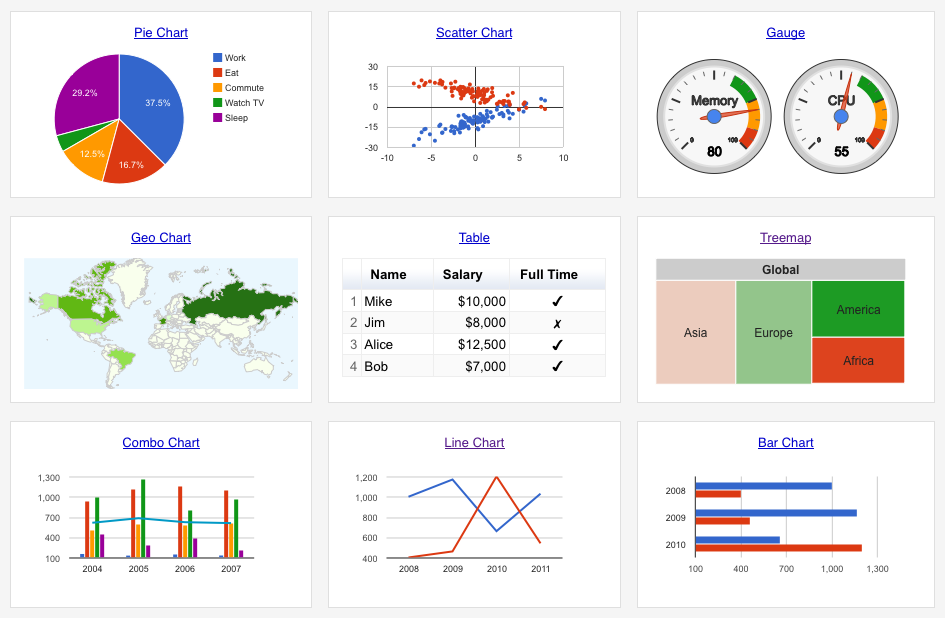 Pie Chart
Work
Eat
Commute
Watch TV
Sleep
37.5%
16.7%
12.5%
29.2%
Scatter Chart
30
15
0
-15
-30
-10 -5 0 5 10
Gauge
Memory
0 100
80
CPU
0 100
55
Geo Chart
Table
Name Salary Full Time
1 Mike $10,000 ✔
2 Jim $8,000 ✗
3 Alice $12,500 ✔
4 Bob $7,000 ✔
Treemap
Global
Asia
Europe
America
Africa
Combo Chart
1,300
1,000
700
400
100
2004 2005 2006 2007
Line Chart
1,200
1,000
800
600
400
2008 2009 2010 2011
Bar Chart
2008
2009
2010
100 400 700 1,000 1,300